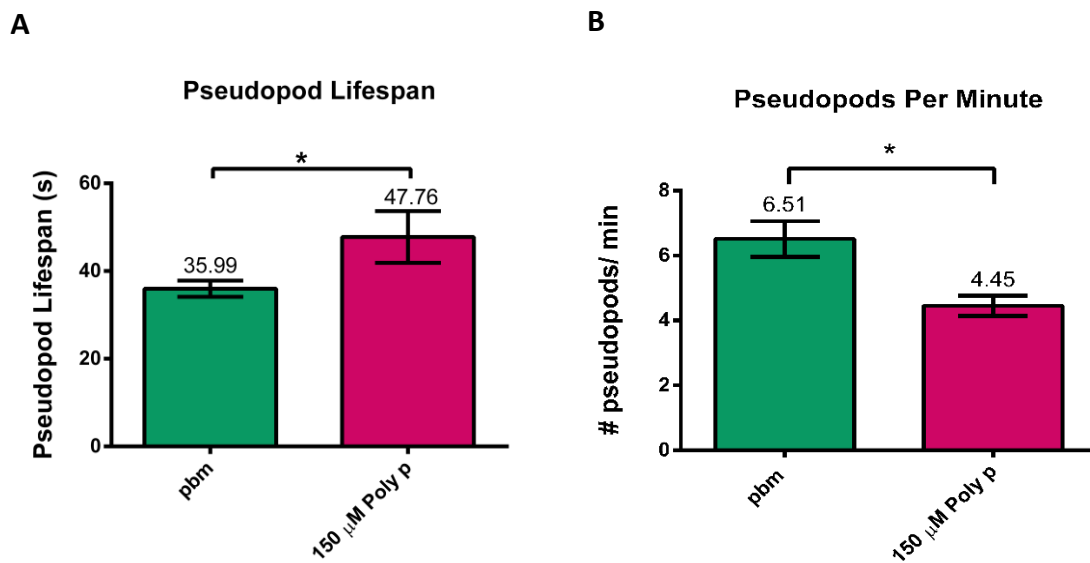 A
Pseudopod Lifespan
*
Pseudopod Lifespan (s)
60
40
20
0
35.99
47.76
pbm
150 µM Poly p
B
Pseudopods Per Minute
*
# pseudopods/ min
8
6
4
2
0
6.51
4.45
pbm
150 µM Poly p